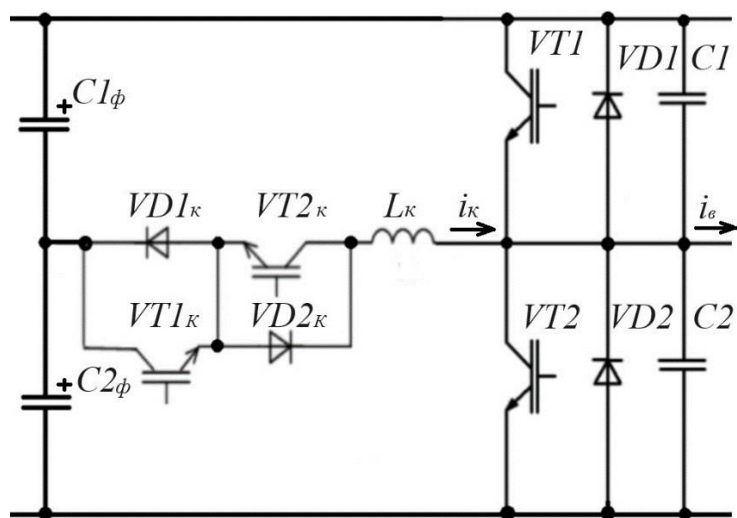 VT1 VD1 C1
+ C1ф
VD1к VT2к Lк iк iв
VT1к VD2к VT2 VD2 C2
+ C2ф